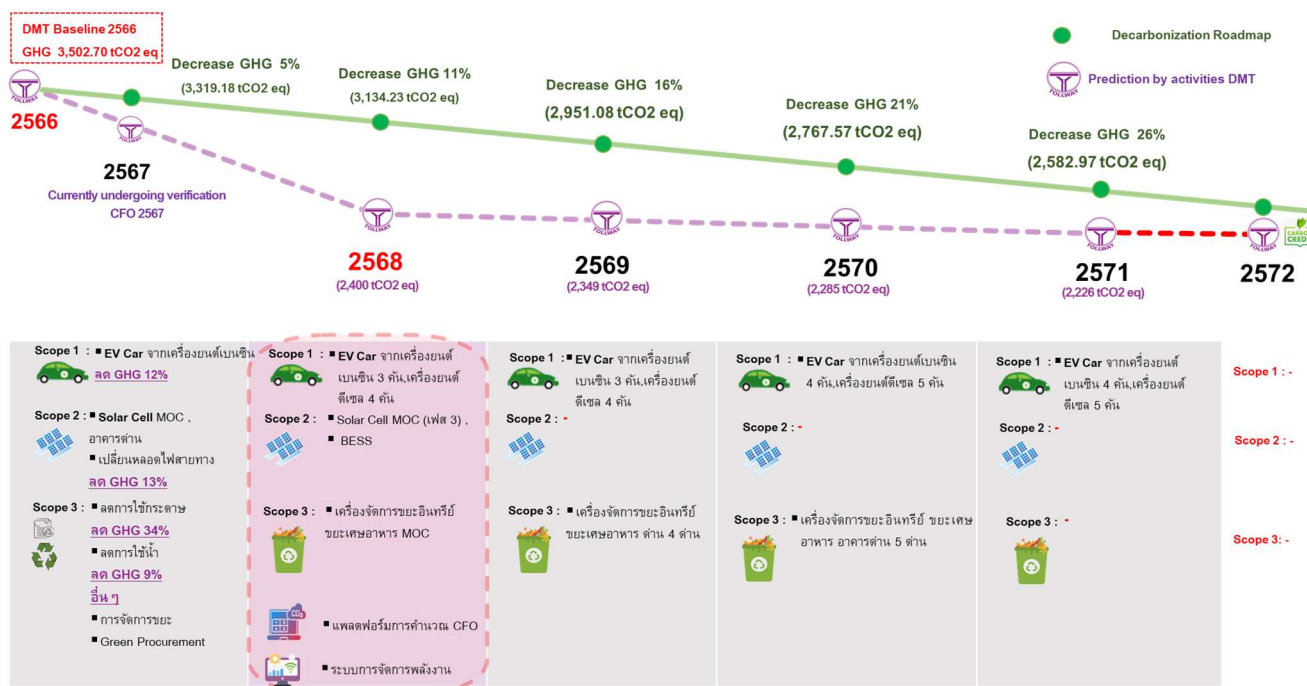 DMT Baseline 2566
GHG 3,502.70 tCO2 eq
Decarbonization Roadmap
Prediction by activities DMT
Decrease GHG 5%
(3,319.18 tCO2 eq)
Decrease GHG 11%
(3,134.23 tCO2 eq)
Decrease GHG 16%
(2,951.08 tCO2 eq)
Decrease GHG 21%
(2,767.57 tCO2 eq)
Decrease GHG 26%
(2,582.97 tCO2 eq)
TOLLWAY
2566
TOLLWAY
2567
Currently undergoing verification
CFO 2567
TOLLWAY
2568
(2,400 tCO2 eq)
TOLLWAY
2569
(2,349 tCO2 eq)
TOLLWAY
2570
(2,285 tCO2 eq)
TOLLWAY
2571
(2,226 tCO2 eq)
TOLLWAY
2572
Scope 1 : ▪ EV Car จากเครื่องยนต์เบนซิน
ลด GHG 12%
Scope 2 : ▪ Solar Cell MOC ,
อาคารด่าน
▪ เปลี่ยนหลอดไฟสายทาง
ลด GHG 13%
Scope 3 : ▪ ลดการใช้กระดาษ
ลด GHG 34%
▪ ลดการใช้น้ำ
ลด GHG 9%
อื่น ๆ
▪ การจัดการขยะ
▪ Green Procurement
Scope 1 : ▪ EV Car จากเครื่องยนต์
เบนซิน 3 คัน,เครื่องยนต์
ดีเซล 4 คัน
Scope 2 : ▪ Solar Cell MOC (เฟส 3) ,
▪ BESS
Scope 3 : ▪ เครื่องจัดการขยะอินทรีย์
ขยะเศษอาหาร MOC
CO2
▪ แพลตฟอร์มการคำนวณ CFO
▪ ระบบการจัดการพลังงาน
Scope 1 : ▪ EV Car จากเครื่องยนต์
เบนซิน 3 คัน,เครื่องยนต์
ดีเซล 4 คัน
Scope 2 : -
Scope 3 : ▪ เครื่องจัดการขยะอินทรีย์
ขยะเศษอาหาร ด่าน 4 ด่าน
Scope 1 : ▪ EV Car จากเครื่องยนต์เบนซิน
4 คัน,เครื่องยนต์ดีเซล 5 คัน
Scope 2 : -
Scope 3 : ▪ เครื่องจัดการขยะอินทรีย์ ขยะเศษ
อาหาร อาคารด่าน 5 ด่าน
Scope 1 : ▪ EV Car จากเครื่องยนต์
เบนซิน 4 คัน,เครื่องยนต์
ดีเซล 5 คัน
Scope 2 : -
Scope 3 : -
Scope 1 : -
Scope 2 : -
Scope 3: -